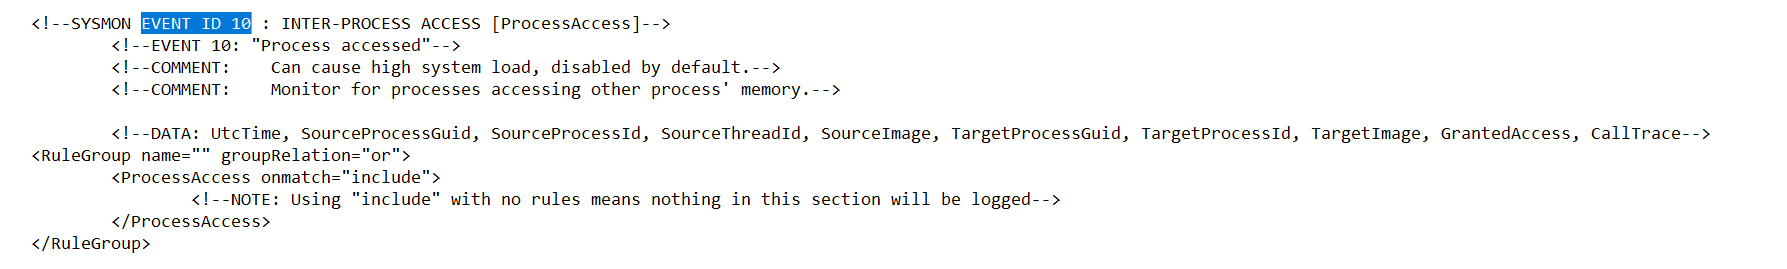 <!--SYSMON EVENT ID 10 : INTER-PROCESS ACCESS [ProcessAccess]-->
<!--EVENT 10: "Process accessed"-->
<!--COMMENT:    Can cause high system load, disabled by default.-->
<!--COMMENT:    Monitor for processes accessing other process' memory.-->
<!--DATA: UtcTime, SourceProcessGuid, SourceProcessId, SourceThreadId, SourceImage, TargetProcessGuid, TargetProcessId, TargetImage, GrantedAccess, CallTrace-->
<RuleGroup name="" groupRelation="or">
<ProcessAccess onmatch="include">
<!--NOTE: Using "include" with no rules means nothing in this section will be logged-->
</ProcessAccess>
</RuleGroup>